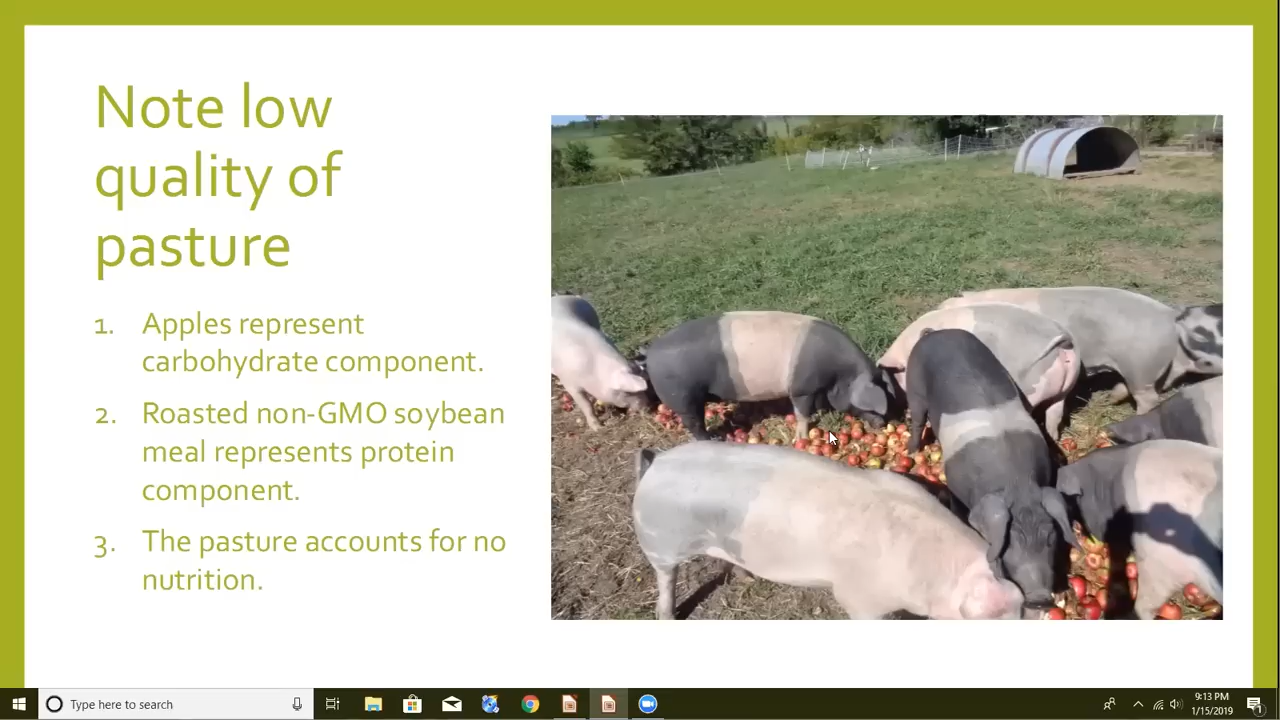 Note low
quality of
pasture
1. Apples represent
carbohydrate component.
2. Roasted non-GMO soybean
meal represents protein
component.
3. The pasture accounts for no
nutrition.
Type here to search
9:13 PM
1/15/2019
1